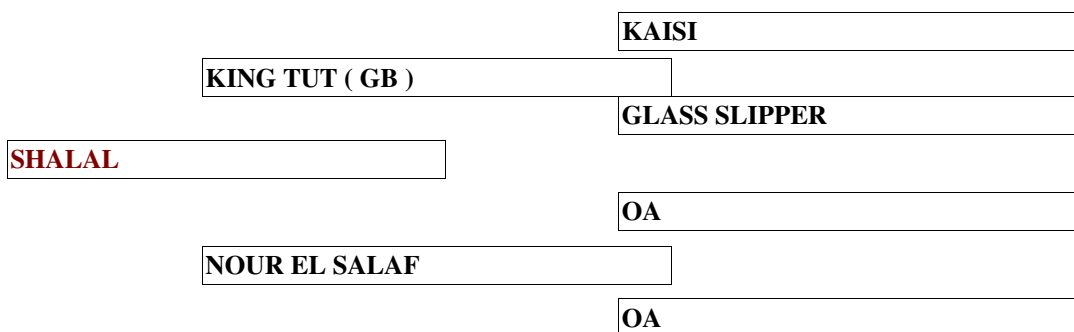 KAISI
KING TUT ( GB )
GLASS SLIPPER
SHALAL
OA
NOUR EL SALAF
OA